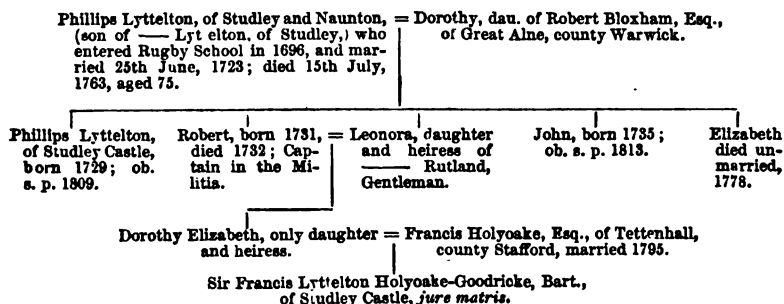 Phillips Lyttelton, of Studley and Naunton,
(son of —— Lyt elton, of Studley,) who
entered Rugby School in 1696, and mar-
ried 25th June, 1723; died 15th July,
1763, aged 75.
= Dorothy, dau. of Robert Bloxham, Esq.,
of Great Alne, county Warwick.
Phillips Lyttelton,
of Studley Castle,
born 1729; ob.
s. p. 1809.
Robert, born 1731,
died 1732; Cap-
tain in the Mi-
litia.
= Leonora, daughter
and heiress of
—— Rutland,
Gentleman.
John, born 1735;
ob. s. p. 1813.
Elizabeth
died un-
married,
1778.
Dorothy Elizabeth, only daughter
and heiress.
= Francis Holyoake, Esq., of Tettenhall,
county Stafford, married 1795.
Sir Francis Lyttelton Holyoake-Goodricke, Bart.,
of Studley Castle, jure matris.